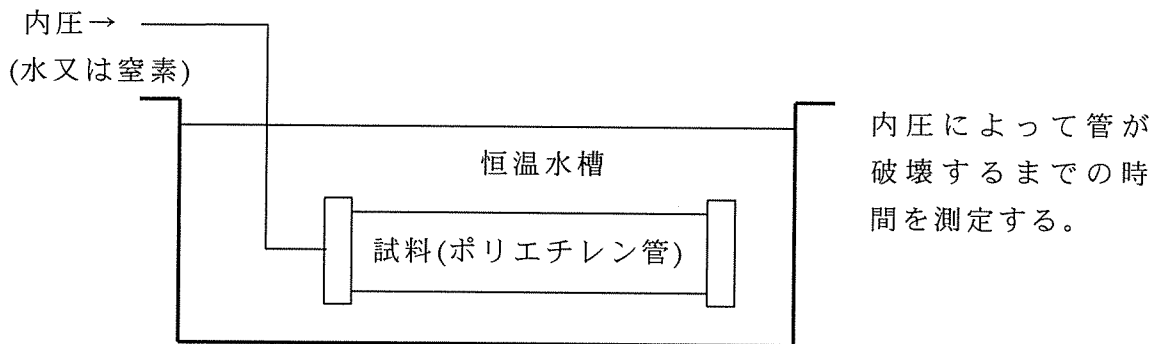 内圧→
(水又は窒素)
恒温水槽
試料(ポリエチレン管)
内圧によって管が
破壊するまでの時
間を測定する。